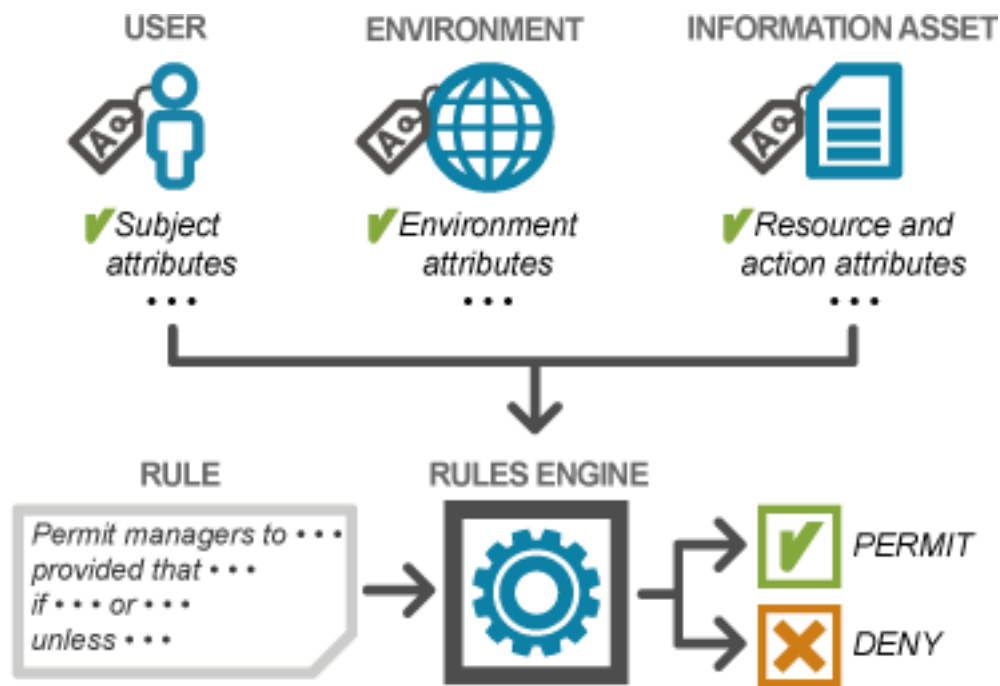 USER
ENVIRONMENT
INFORMATION ASSET
A
A
A
✔Subject
attributes
• • •
✔Environment
attributes
• • •
✔Resource and
action attributes
• • •
RULE
RULES ENGINE
Permit managers to • • •
provided that • • •
if • • • or • • •
unless • • •
PERMIT
DENY